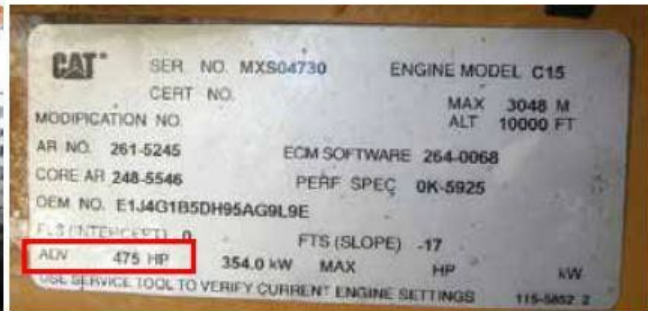 CAT SER. NO. MXS04730 ENGINE MODEL C15
CERT NO. MAX 3048 M
MODIFICATION NO. ALT 10000 FT
AR NO. 261-5245 ECM SOFTWARE 264-0068
CORE AR 248-5546 PERF SPEC 0K-5925
OEM NO. E1J4G1B5DH95AG9L9E
FLS (INTERCEPT) 0 FTS (SLOPE) -17
ADV 475 HP 354.0 kW MAX HP kW
USE SERVICE TOOL TO VERIFY CURRENT ENGINE SETTINGS 115-5852 2